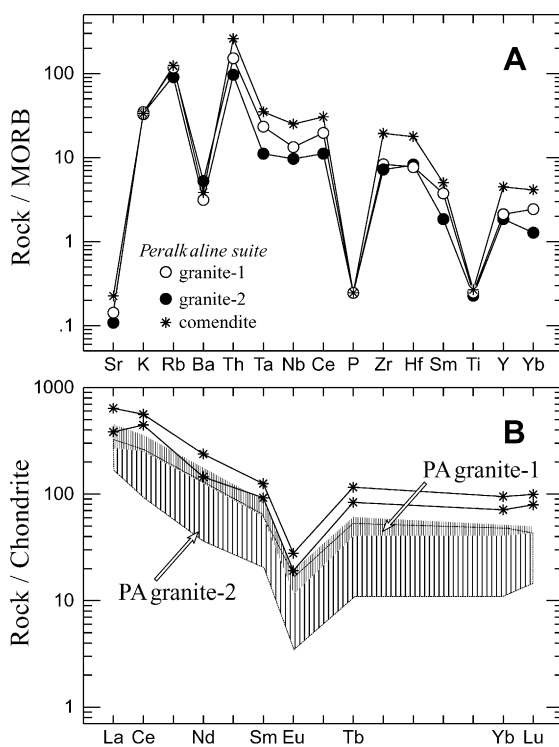 A
100
10
1
.1
Rock / MORB
Peralkaline suite
granite-1
granite-2
comendite
Sr K Rb Ba Th Ta Nb Ce P Zr Hf Sm Ti Y Yb
B
1000
100
10
1
Rock / Chondrite
PA granite-1
PA granite-2
La Ce Nd Sm Eu Tb Yb Lu